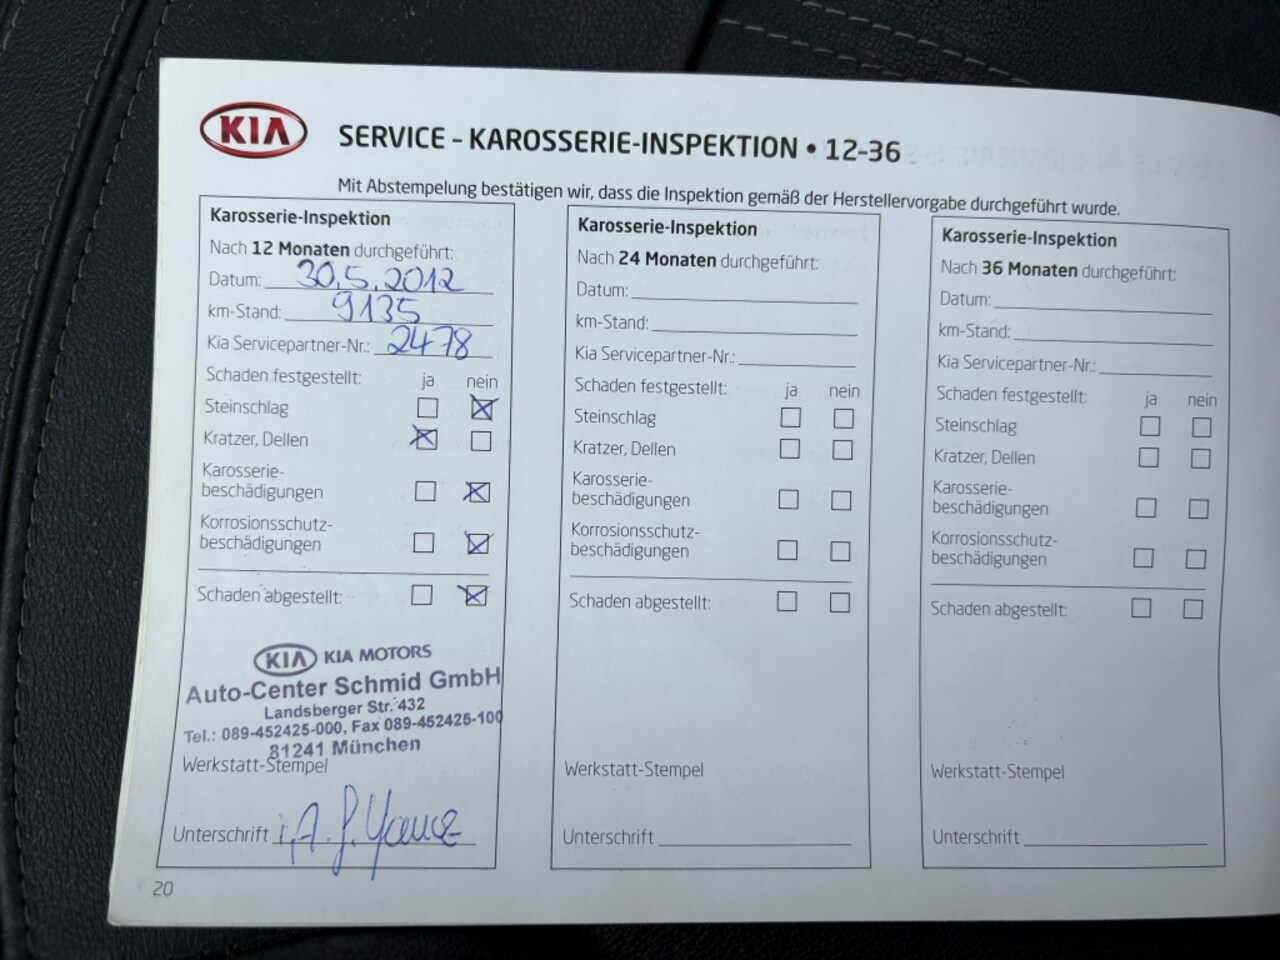 KIA SERVICE - KAROSSERIE-INSPEKTION • 12-36
Mit Abstempelung bestätigen wir, dass die Inspektion gemäß der Herstellervorgabe durchgeführt wurde.
Karosserie-Inspektion
Nach 12 Monaten durchgeführt:
Datum: 30.5.2012
km-Stand: 9135
Kia Servicepartner-Nr.: 2478
Schaden festgestellt: ja nein
Steinschlag
Kratzer, Dellen
Karosserie-
beschädigungen
Korrosionsschutz-
beschädigungen
Schaden abgestellt:
KIA KIA MOTORS
Auto-Center Schmid GmbH
Landsberger Str. 432
Tel.: 089-452425-000, Fax 089-452425-100
81241 München
Werkstatt-Stempel
Unterschrift i.A.
Karosserie-Inspektion
Nach 24 Monaten durchgeführt:
Datum:
km-Stand:
Kia Servicepartner-Nr.:
Schaden festgestellt: ja nein
Steinschlag
Kratzer, Dellen
Karosserie-
beschädigungen
Korrosionsschutz-
beschädigungen
Schaden abgestellt:
Werkstatt-Stempel
Unterschrift
Karosserie-Inspektion
Nach 36 Monaten durchgeführt:
Datum:
km-Stand:
Kia Servicepartner-Nr.:
Schaden festgestellt: ja nein
Steinschlag
Kratzer, Dellen
Karosserie-
beschädigungen
Korrosionsschutz-
beschädigungen
Schaden abgestellt:
Werkstatt-Stempel
Unterschrift
20